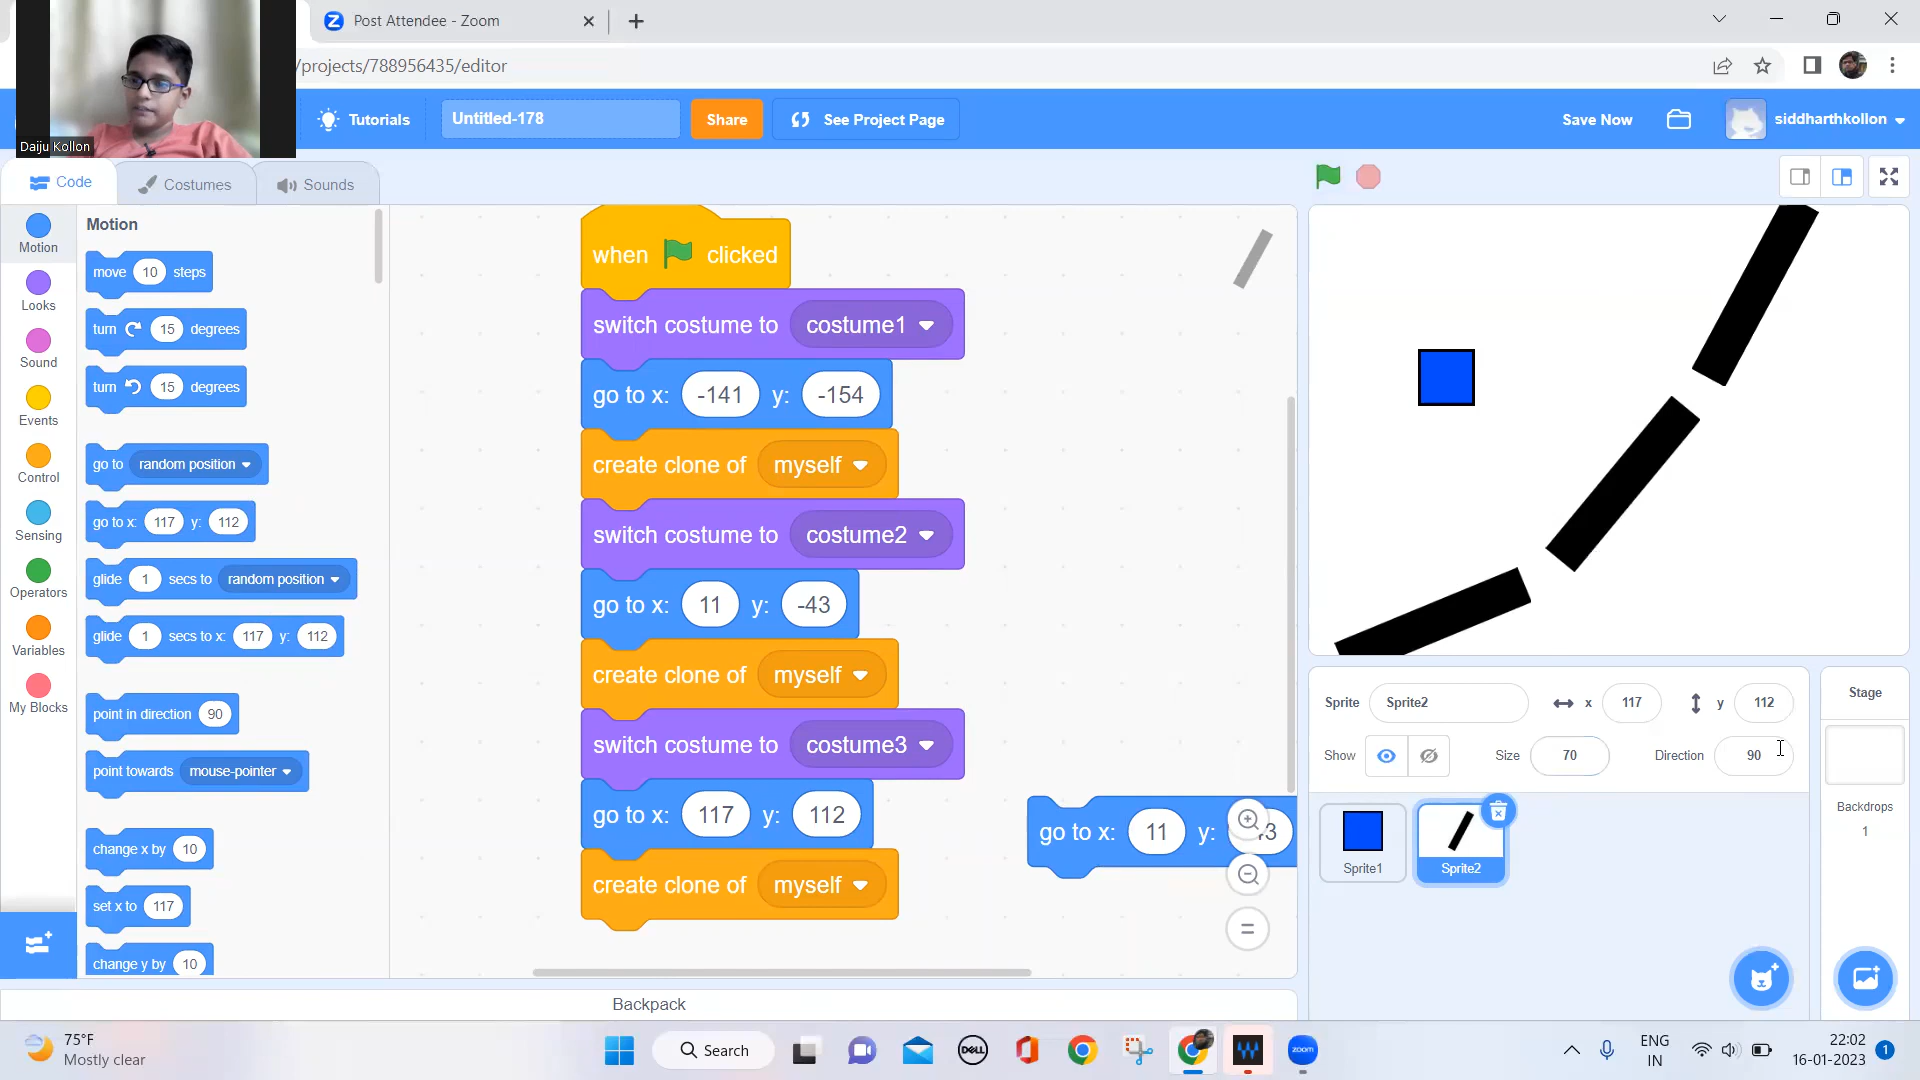 Post Attendee - Zoom
/projects/788956435/editor
Daiju Kollon
Tutorials
Untitled-178
Share
See Project Page
Save Now
siddharthkollon
Code
Costumes
Sounds
Motion
Looks
Sound
Events
Control
Sensing
Operators
Variables
My Blocks
Motion
move 10 steps
turn 15 degrees
turn 15 degrees
go to random position
go to x: 117 y: 112
glide 1 secs to random position
glide 1 secs to x: 117 y: 112
point in direction 90
point towards mouse-pointer
change x by 10
set x to 117
change y by 10
when clicked
switch costume to costume1
go to x: -141 y: -154
create clone of myself
switch costume to costume2
go to x: 11 y: -43
create clone of myself
switch costume to costume3
go to x: 117 y: 112
create clone of myself
go to x: 11 y:
Sprite Sprite2 x 117 y 112
Show Size 70 Direction 90
Sprite1
Sprite2
Stage
Backdrops
1
Backpack
75°F
Mostly clear
Search
DELL
zoom
ENG
IN
22:02
16-01-2023
1